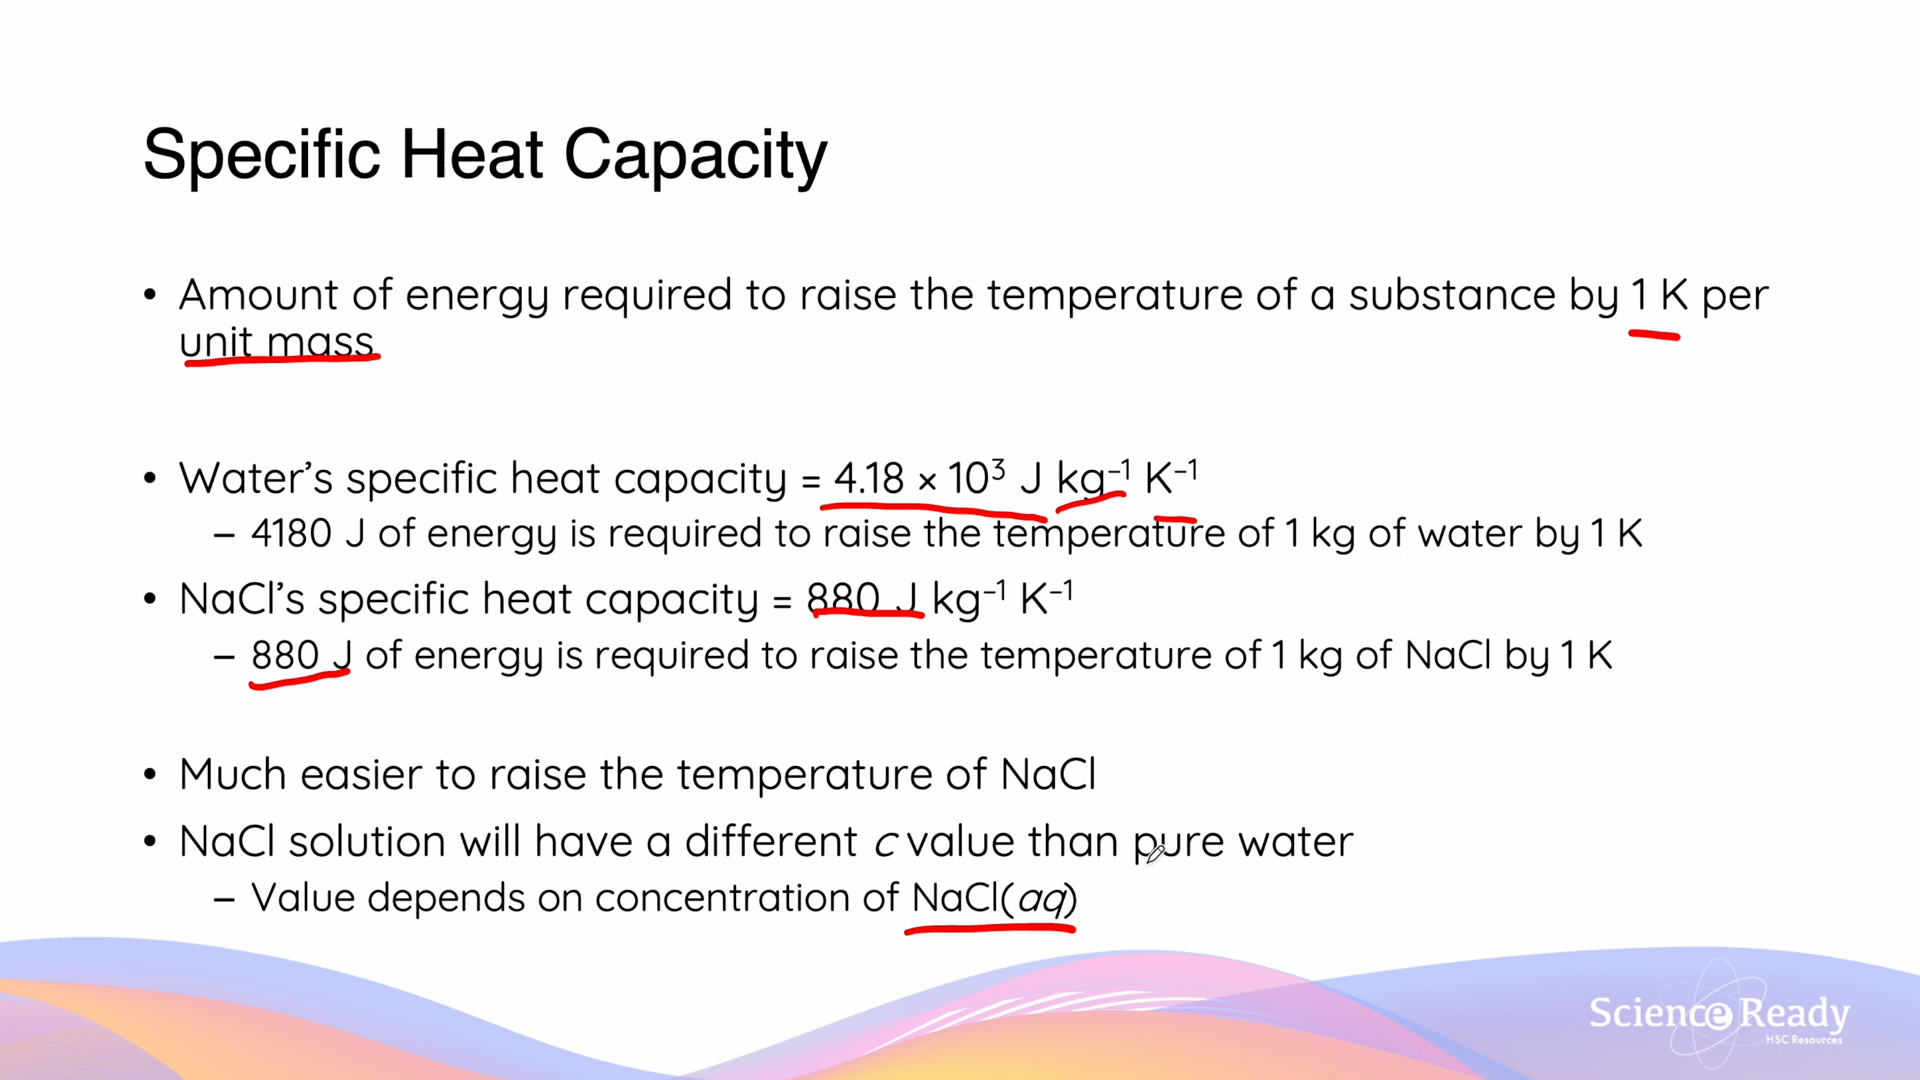 Specific Heat Capacity
• Amount of energy required to raise the temperature of a substance by 1 K per
unit mass
• Water’s specific heat capacity = 4.18 × 10³ J kg⁻¹ K⁻¹
– 4180 J of energy is required to raise the temperature of 1 kg of water by 1 K
• NaCl’s specific heat capacity = 880 J kg⁻¹ K⁻¹
– 880 J of energy is required to raise the temperature of 1 kg of NaCl by 1 K
• Much easier to raise the temperature of NaCl
• NaCl solution will have a different c value than pure water
– Value depends on concentration of NaCl(aq)
Science Ready
HSC Resources